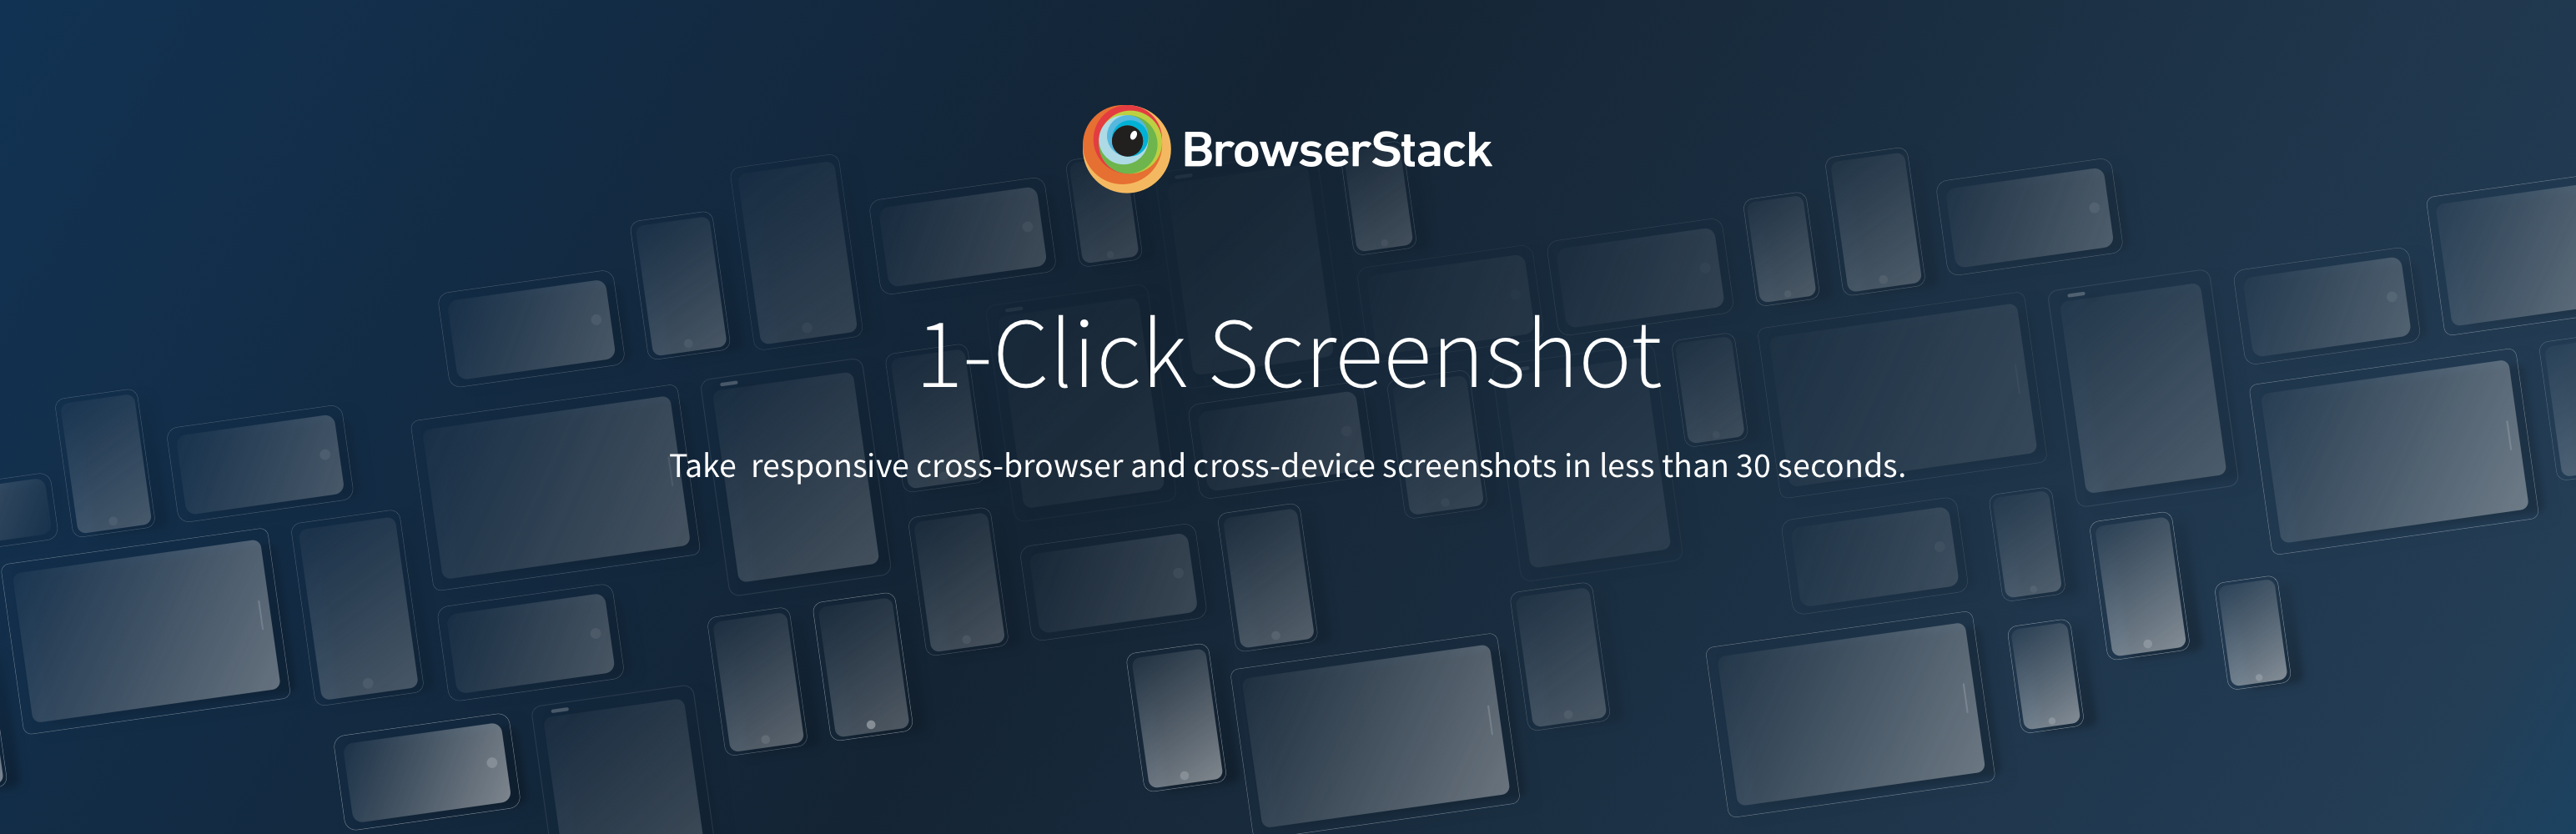 BrowserStack
1-Click Screenshot
Take  responsive cross-browser and cross-device screenshots in less than 30 seconds.